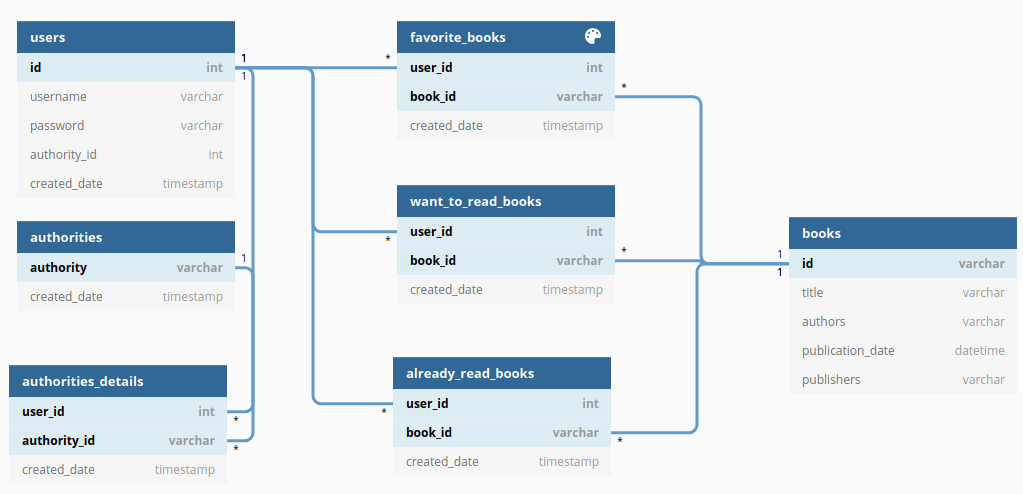 users
id int
username varchar
password varchar
authority_id int
created_date timestamp
authorities
authority varchar
created_date timestamp
authorities_details
user_id int
authority_id varchar
created_date timestamp
1
1
1
*
*
favorite_books
user_id int
book_id varchar
created_date timestamp
*
*
want_to_read_books
user_id int
book_id varchar
created_date timestamp
*
*
already_read_books
user_id int
book_id varchar
created_date timestamp
*
*
books
id varchar
title varchar
authors varchar
publication_date datetime
publishers varchar
1
1